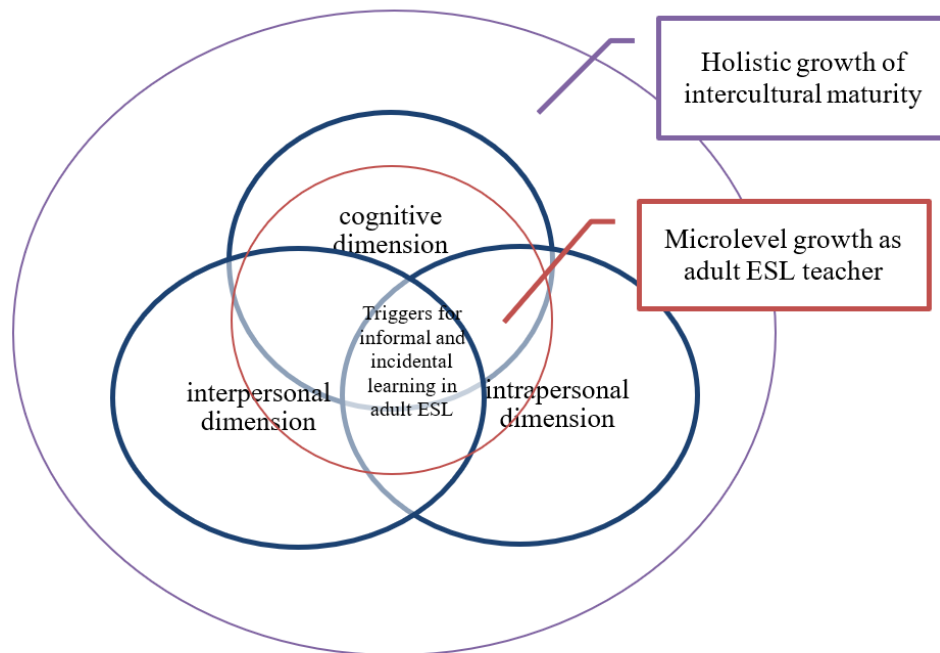 Holistic growth of
intercultural maturity
cognitive
dimension
Microlevel growth as
adult ESL teacher
Triggers for
informal and
incidental
learning in
adult ESL
interpersonal
dimension
intrapersonal
dimension